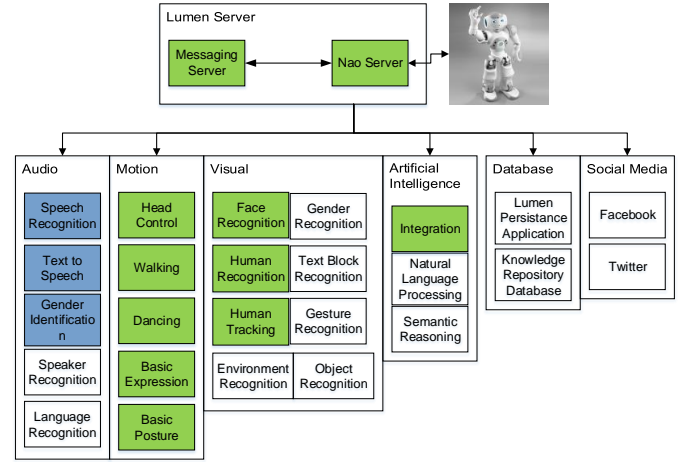 Lumen Server
Messaging
Server
Nao Server
Audio
Speech
Recognition
Text to
Speech
Gender
Identificatio
n
Speaker
Recognition
Language
Recognition
Motion
Head
Control
Walking
Dancing
Basic
Expression
Basic
Posture
Visual
Face
Recognition
Gender
Recognition
Human
Recognition
Text Block
Recognition
Human
Tracking
Gesture
Recognition
Environment
Recognition
Object
Recognition
Artificial
Intelligence
Integration
Natural
Language
Processing
Semantic
Reasoning
Database
Lumen
Persistance
Application
Knowledge
Repository
Database
Social Media
Facebook
Twitter